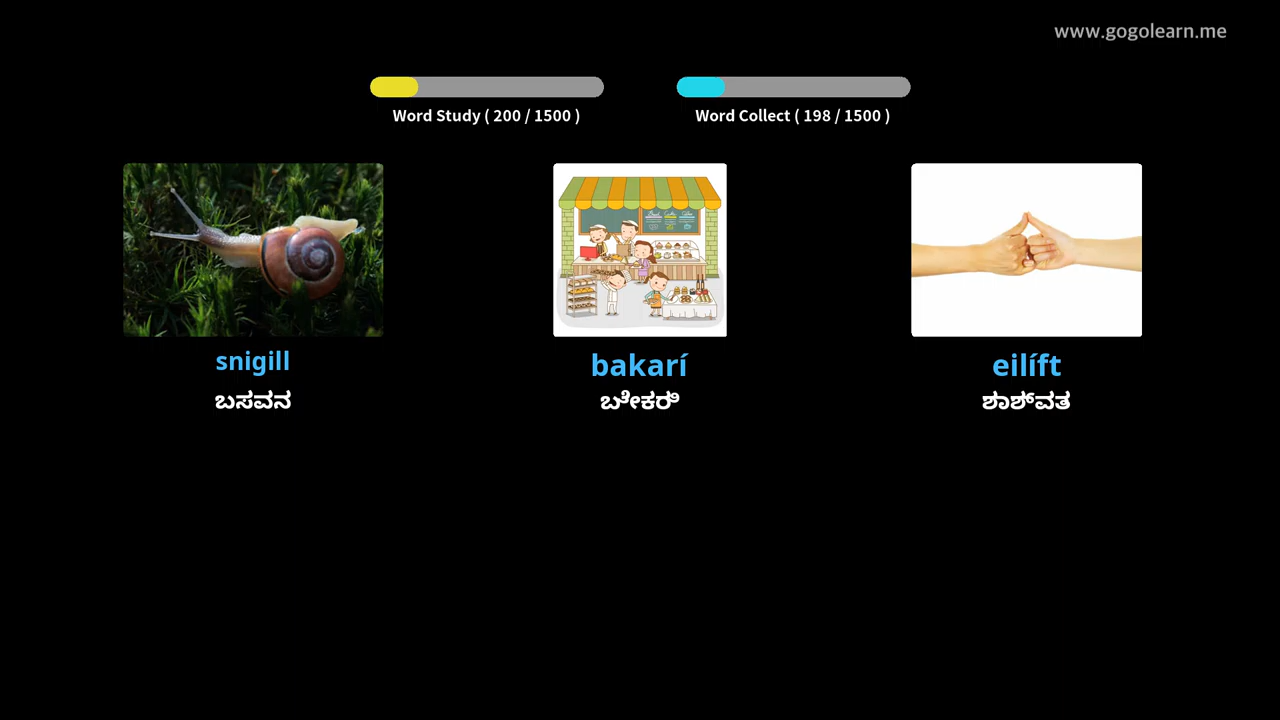 www.gogolearn.me
Word Study ( 200 / 1500 )
Word Collect ( 198 / 1500 )
snigill
bakarí
eilíft
ಬಸವನ
ಬೇಕರಿ
ಶಾಶ್ವತ